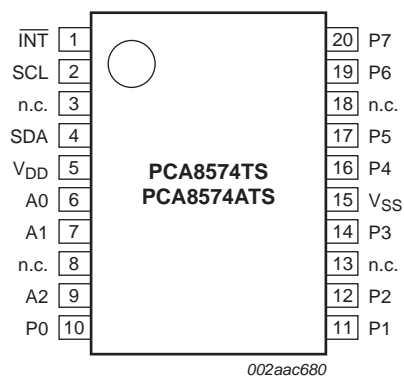 INT 1 20 P7
SCL 2 19 P6
n.c. 3 18 n.c.
SDA 4 17 P5
VDD 5 16 P4
PCA8574TS
PCA8574ATS
A0 6 15 VSS
A1 7 14 P3
n.c. 8 13 n.c.
A2 9 12 P2
P0 10 11 P1
002aac680